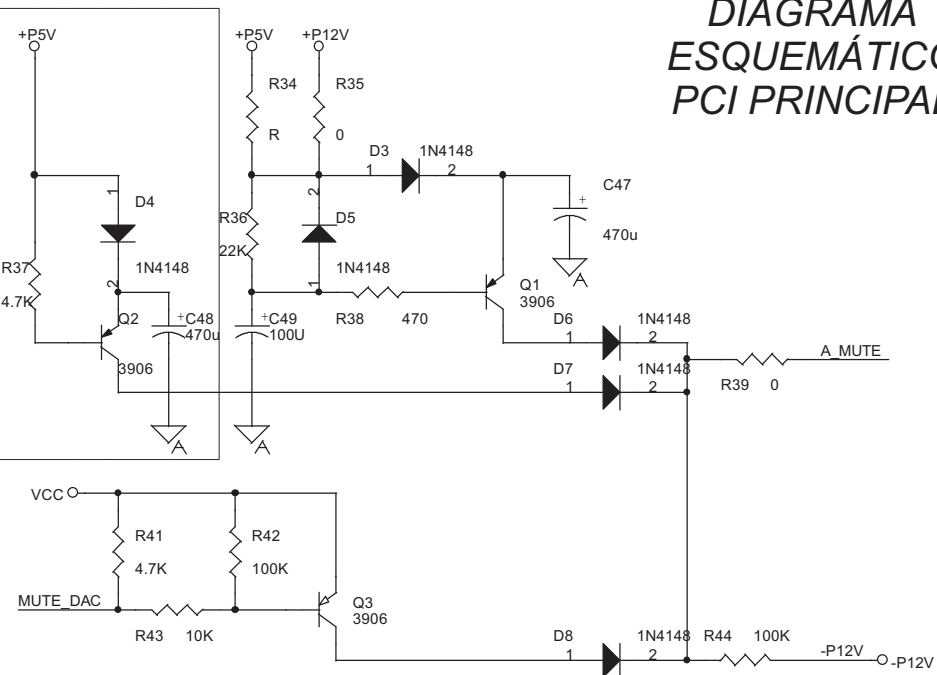 DIAGRAMA
ESQUEMÁTICO
PCI PRINCIPAL
+P5V
+P5V
+P12V
R34
R
R35
0
D3
1N4148
1
2
C47
+
470u
A
1
D4
2
1N4148
R37
4.7K
Q2
3906
+C48
470u
A
R36
22K
2
D5
1
1N4148
+C49
100U
A
R38
470
Q1
3906
D6
1N4148
1
2
D7
1N4148
1
2
R39
0
A_MUTE
VCC
R41
4.7K
R42
100K
MUTE_DAC
R43
10K
Q3
3906
D8
1N4148
1
2
R44
100K
-P12V
-P12V